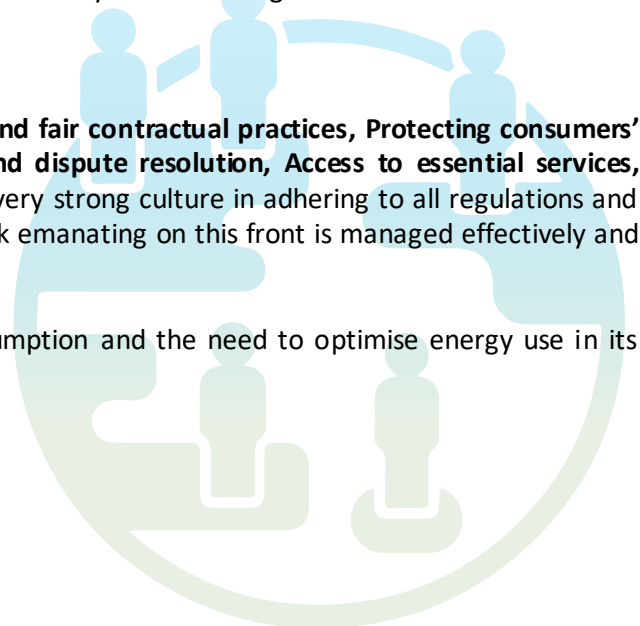 nd fair contractual practices, Protecting consumers’
nd dispute resolution, Access to essential services,
very strong culture in adhering to all regulations and
k emanating on this front is managed effectively and
umption and the need to optimise energy use in its